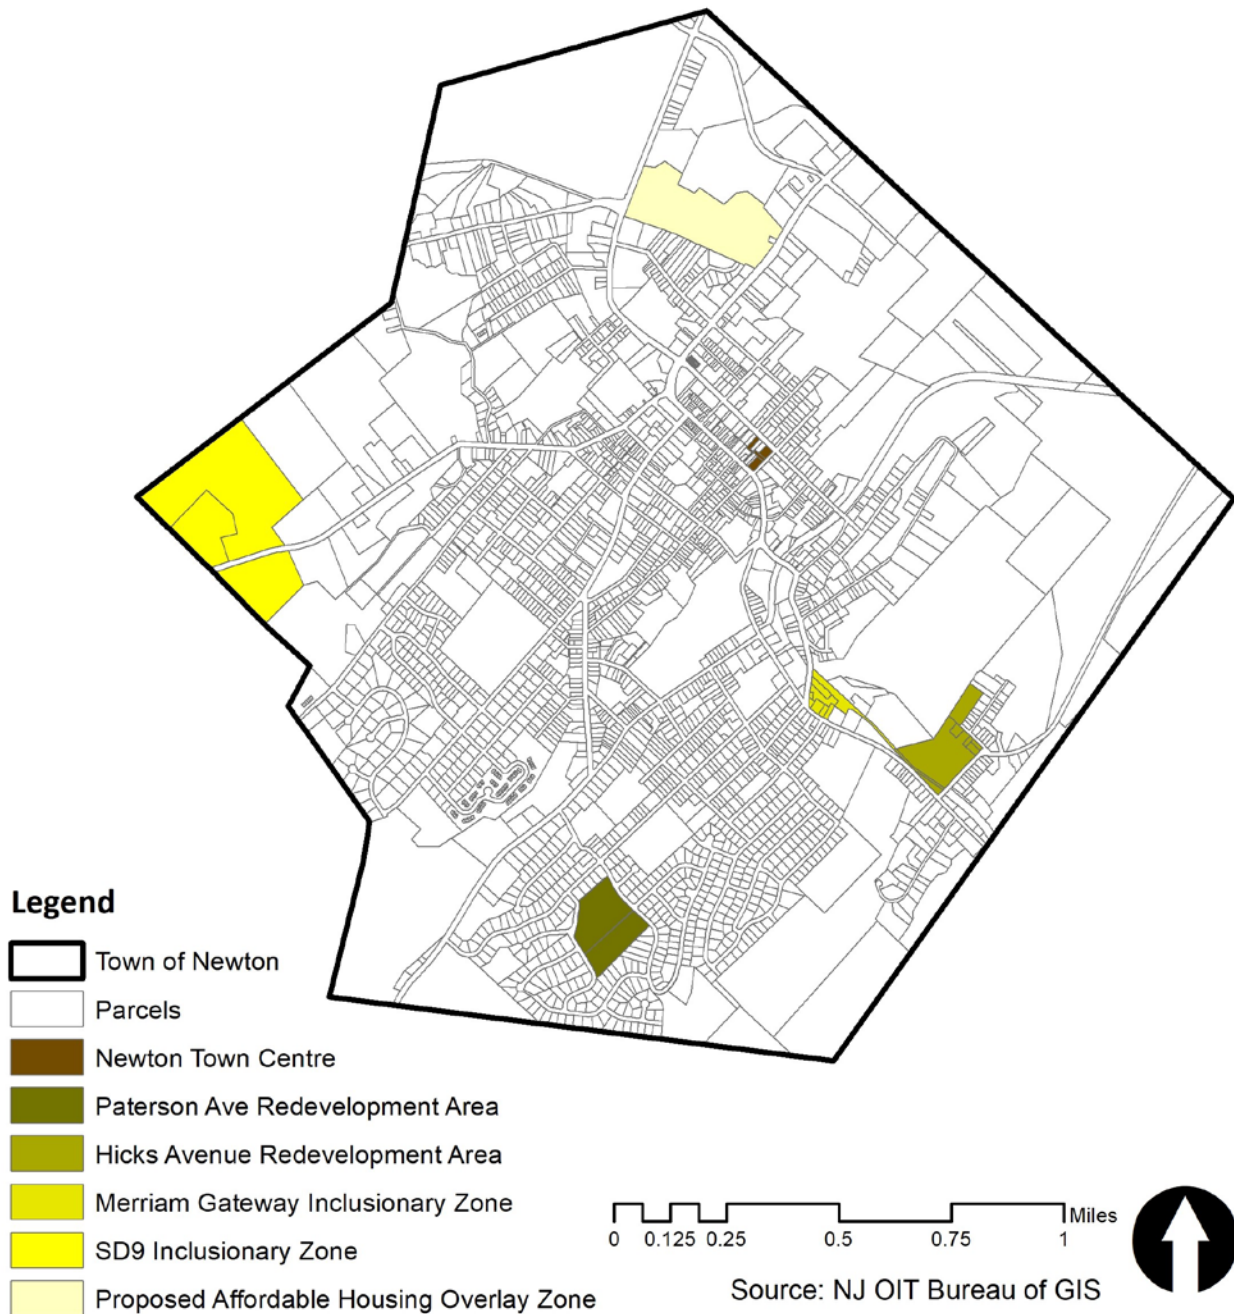 Legend
Town of Newton
Parcels
Newton Town Centre
Paterson Ave Redevelopment Area
Hicks Avenue Redevelopment Area
Merriam Gateway Inclusionary Zone
SD9 Inclusionary Zone
Proposed Affordable Housing Overlay Zone
Miles
0 0.125 0.25 0.5 0.75 1
Source: NJ OIT Bureau of GIS